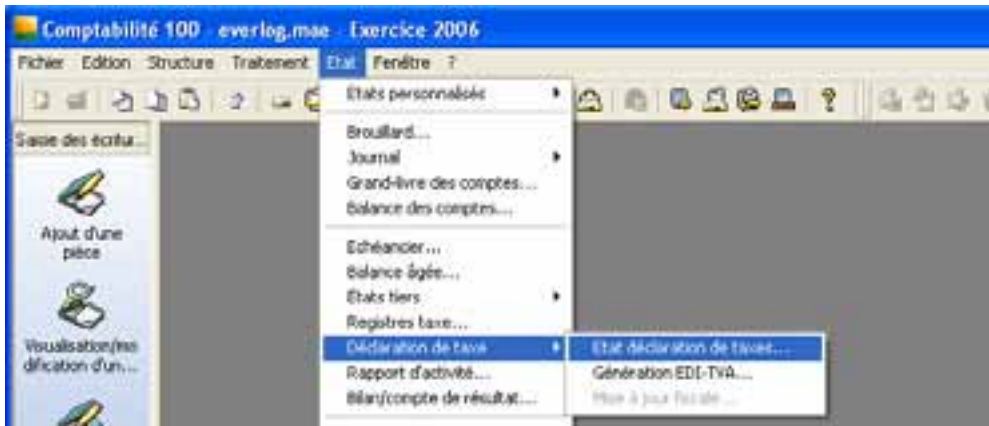 Comptabilité 100 everlog.mae Exercice 2006
Fichier Edition Structure Traitement Etat Fenêtre ?
Etats personnalisés
Saisie des écritur...
Brouillard...
Journal
Grand-livre des comptes...
Balance des comptes...
Ajout d'une
pièce
Echéancier...
Balance âgée...
Etats tiers
Registres taxe...
Visualisation/mo
dification d'un...
Déclaration de taxe
Etat déclaration de taxes...
Rapport d'activité...
Génération EDI-TVA...
Bilan/compte de résultat...
Mise à jour fiscale...